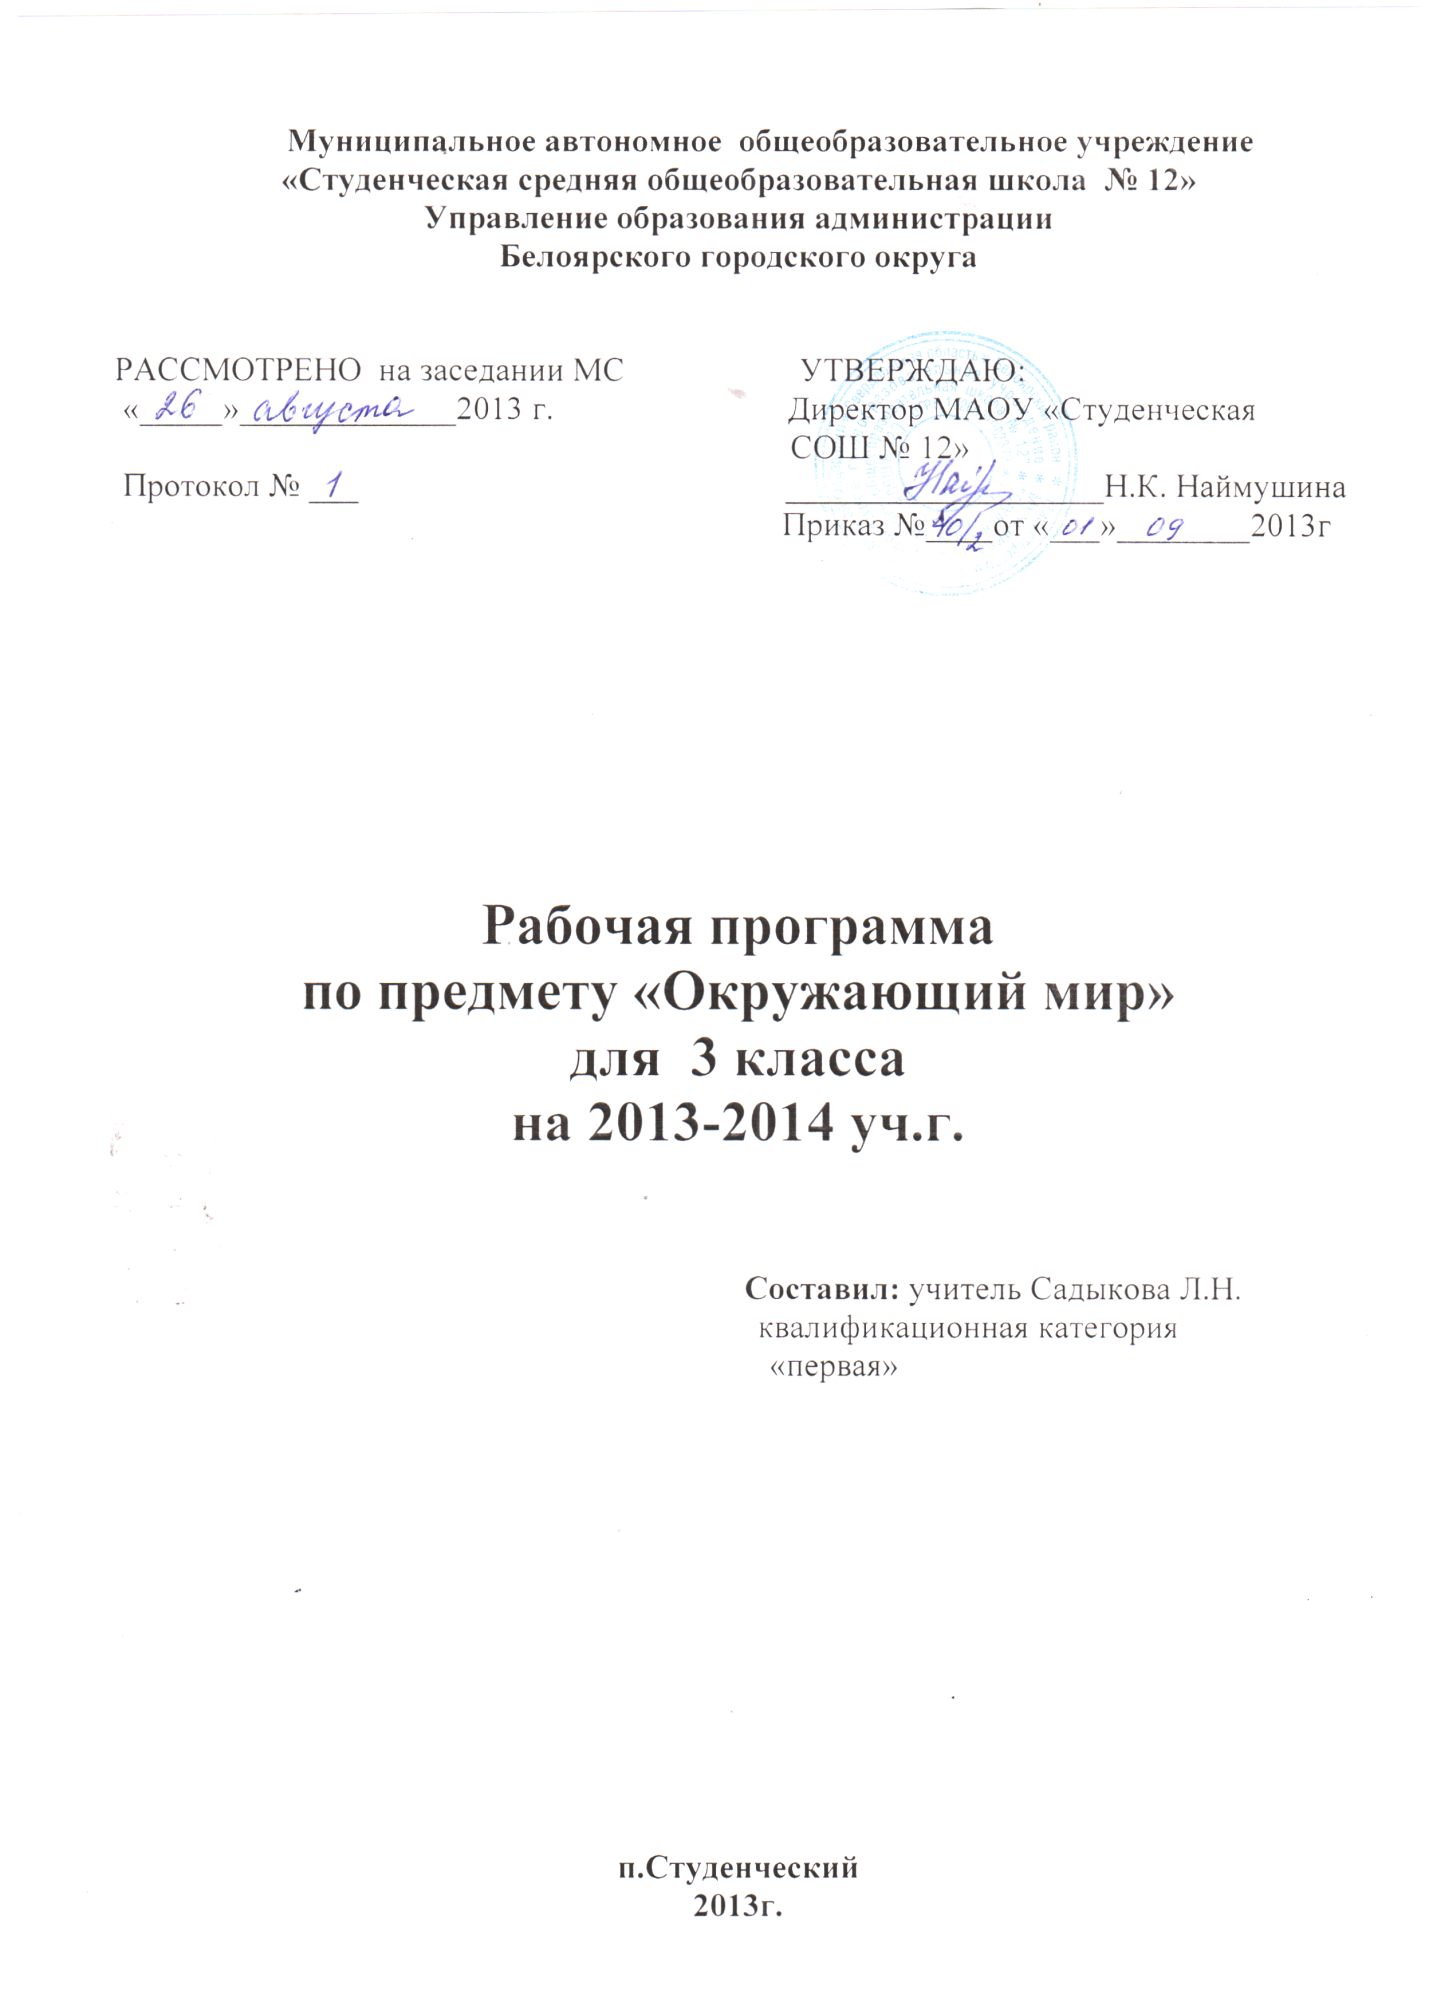 Муниципальное автономное общеобразовательное учреждение
«Студенческая средняя общеобразовательная школа № 12»
Управление образования администрации
Белоярского городского округа
РАССМОТРЕНО на заседании МС
«26» августа 2013 г.
Протокол № 1
УТВЕРЖДАЮ:
Директор МАОУ «Студенческая
СОШ № 12»
Н.К. Наймушина
Приказ № 40/2 от «01» 09 2013г
Рабочая программа
по предмету «Окружающий мир»
для 3 класса
на 2013-2014 уч.г.
Составил: учитель Садыкова Л.Н.
квалификационная категория
«первая»
п.Студенческий
2013г.